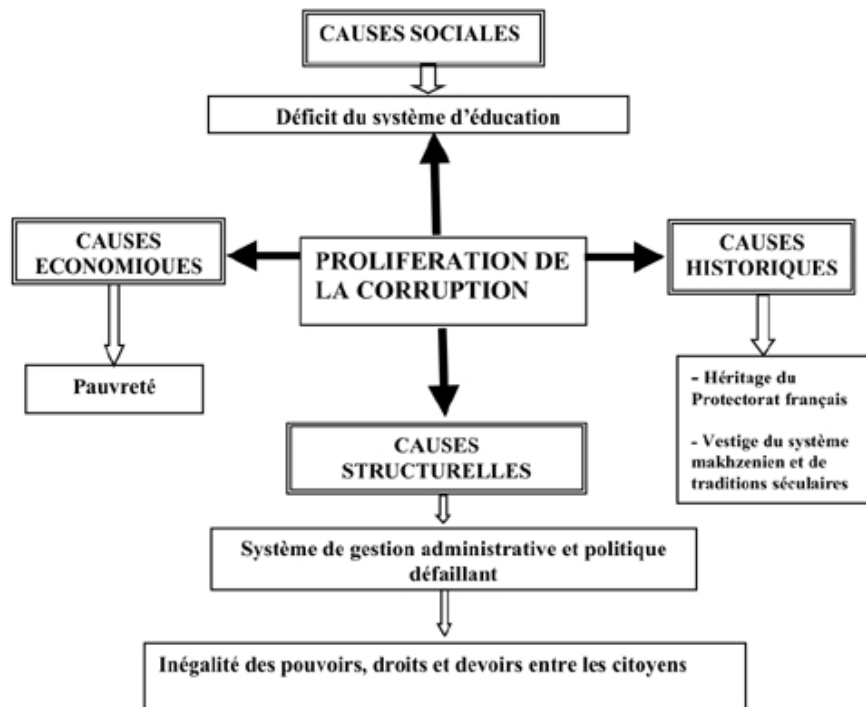 CAUSES SOCIALES
Déficit du système d'éducation
CAUSES
ECONOMIQUES
Pauvreté
PROLIFERATION DE
LA CORRUPTION
CAUSES
HISTORIQUES
- Héritage du
Protectorat français
- Vestige du système
makhzenien et de
traditions séculaires
CAUSES
STRUCTURELLES
Système de gestion administrative et politique
défaillant
Inégalité des pouvoirs, droits et devoirs entre les citoyens